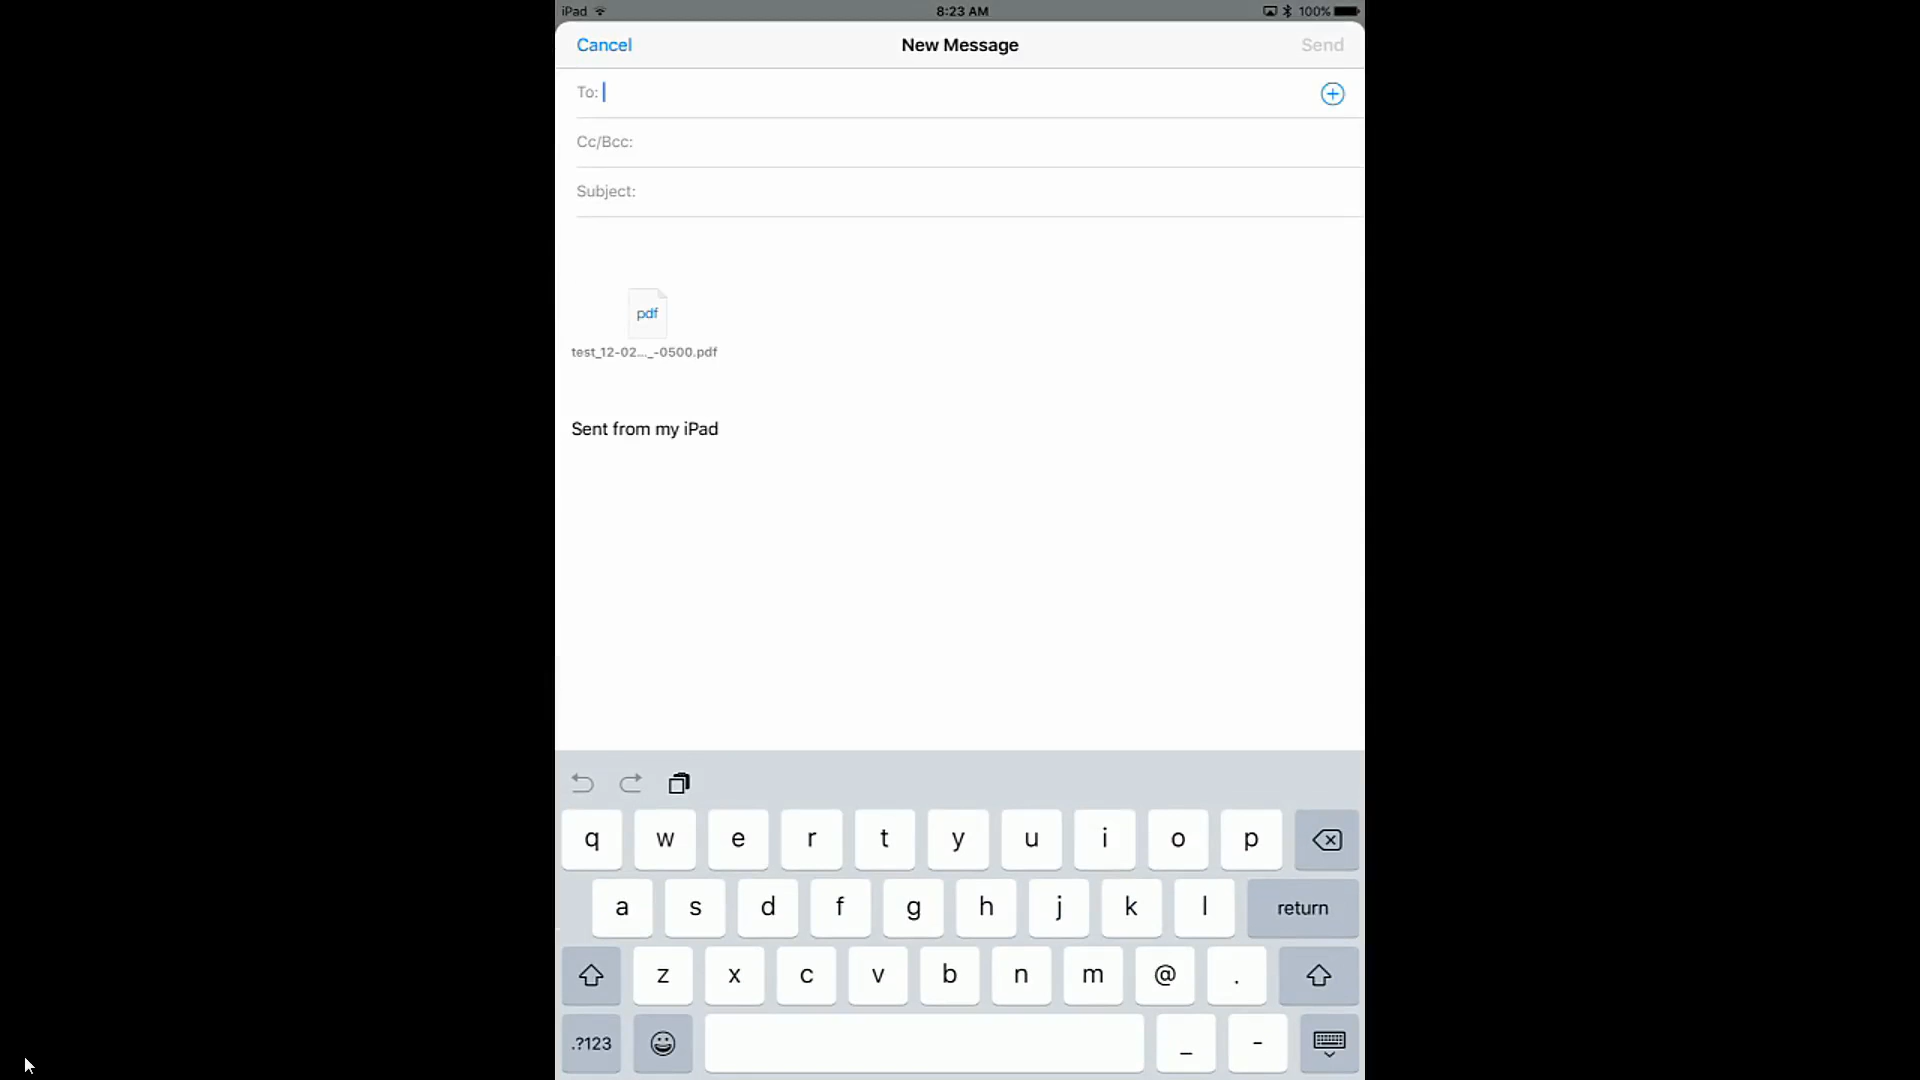 iPad 8:23 AM 100%
Cancel New Message Send
To:
Cc/Bcc:
Subject:
pdf
test_12-02..._-0500.pdf
Sent from my iPad
q w e r t y u i o p
a s d f g h j k l return
z x c v b n m @ .
.?123 _ -